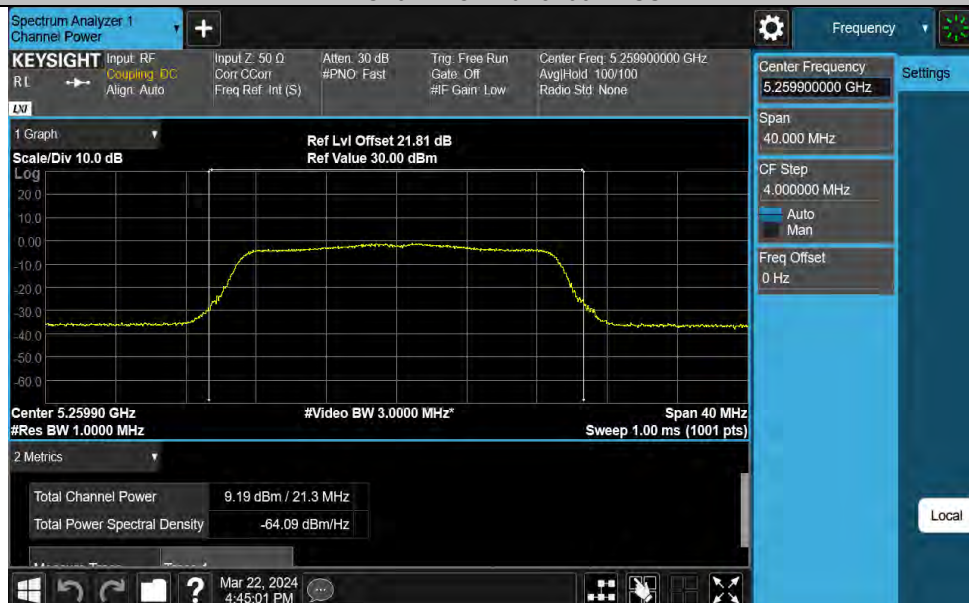 Spectrum Analyzer 1
Channel Power
+
Frequency
KEYSIGHT
RL
LXI
Input: RF
Coupling: DC
Align: Auto
Input Z: 50 Ω
Corr CCorr
Freq Ref: Int (S)
Atten: 30 dB
#PNO: Fast
Trig: Free Run
Gate: Off
#IF Gain: Low
Center Freq: 5.259900000 GHz
Avg|Hold: 100/100
Radio Std: None
Center Frequency
5.259900000 GHz
Settings
Span
40.000 MHz
CF Step
4.000000 MHz
Auto
Man
Freq Offset
0 Hz
1 Graph
Scale/Div 10.0 dB
Ref Lvl Offset 21.81 dB
Ref Value 30.00 dBm
Log
20.0
10.0
0.00
-10.0
-20.0
-30.0
-40.0
-50.0
-60.0
Center 5.25990 GHz
#Res BW 1.0000 MHz
#Video BW 3.0000 MHz*
Span 40 MHz
Sweep 1.00 ms (1001 pts)
2 Metrics
Total Channel Power 9.19 dBm / 21.3 MHz
Total Power Spectral Density -64.09 dBm/Hz
Local
?
Mar 22, 2024
4:45:01 PM